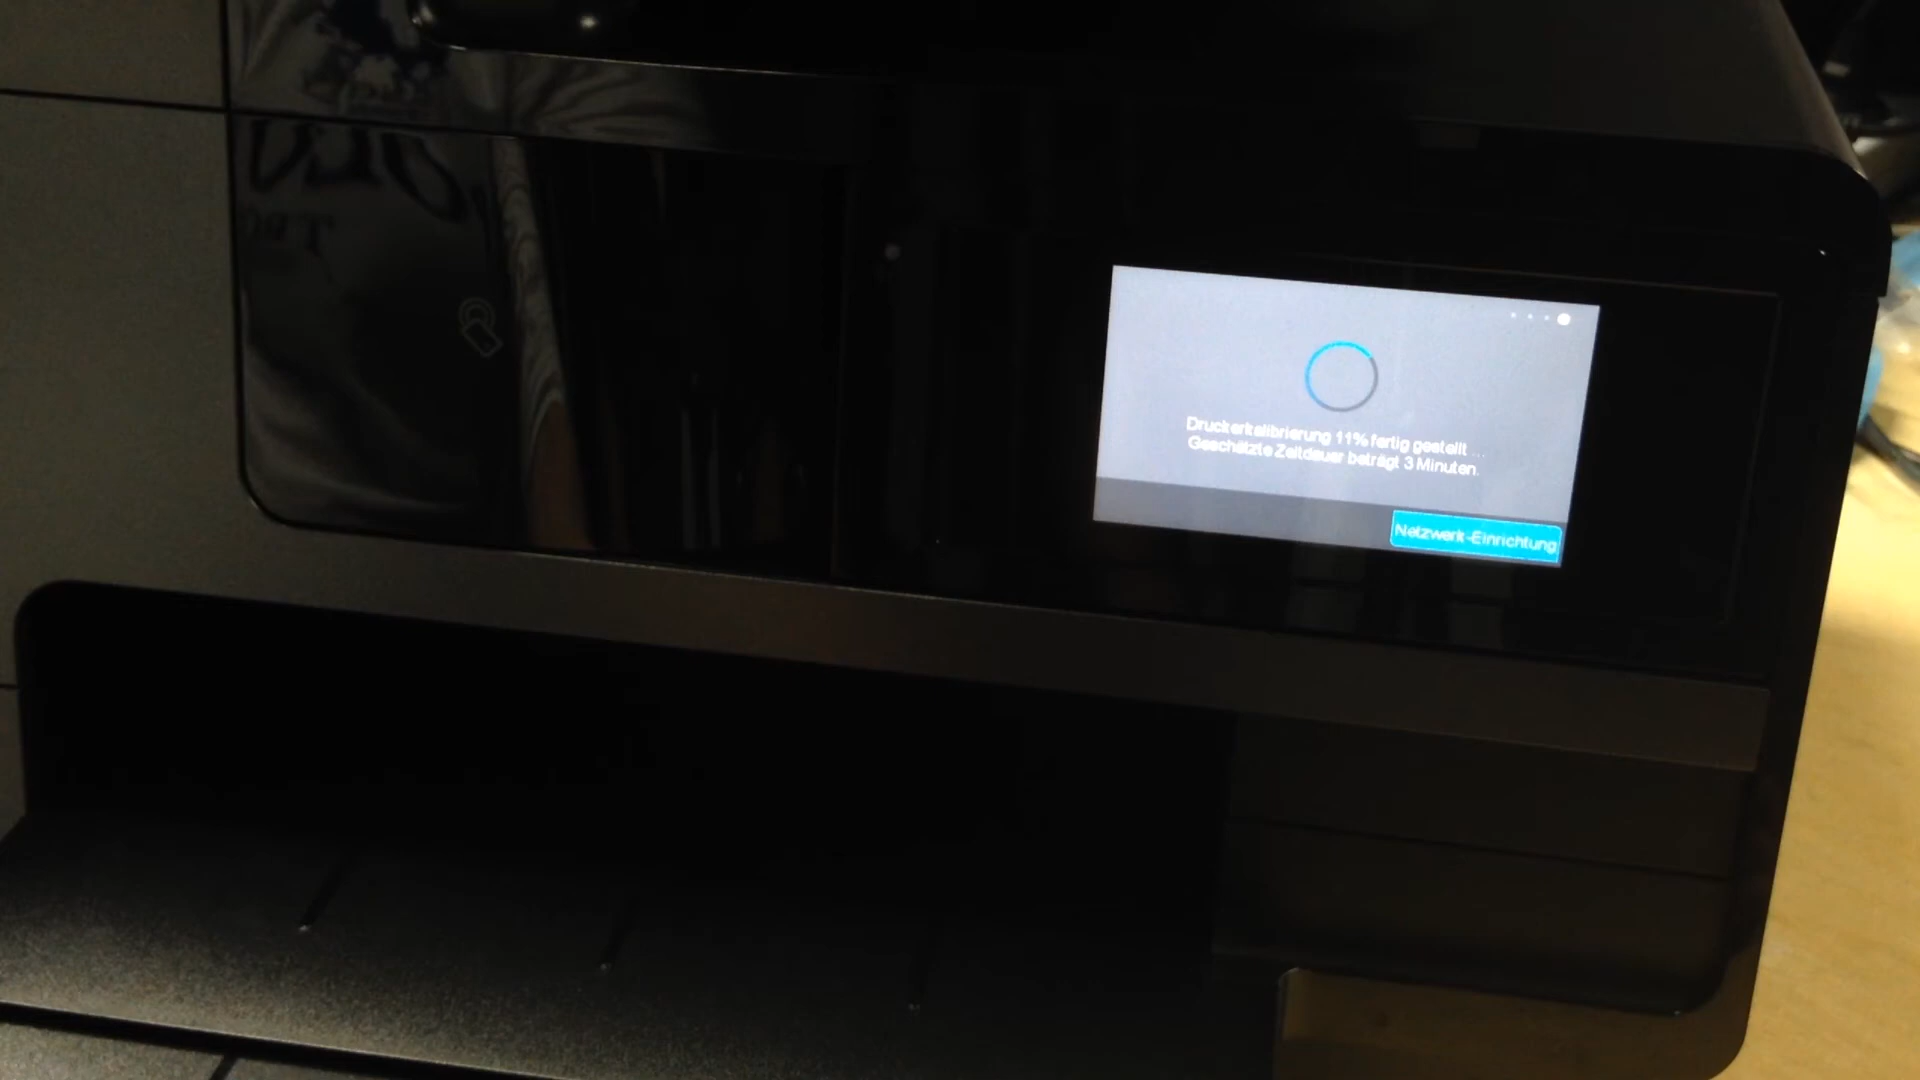 Druckerkalibrierung 11% fertig gestellt ...
Geschätzte Zeitdauer beträgt 3 Minuten.
Netzwerk-Einrichtung